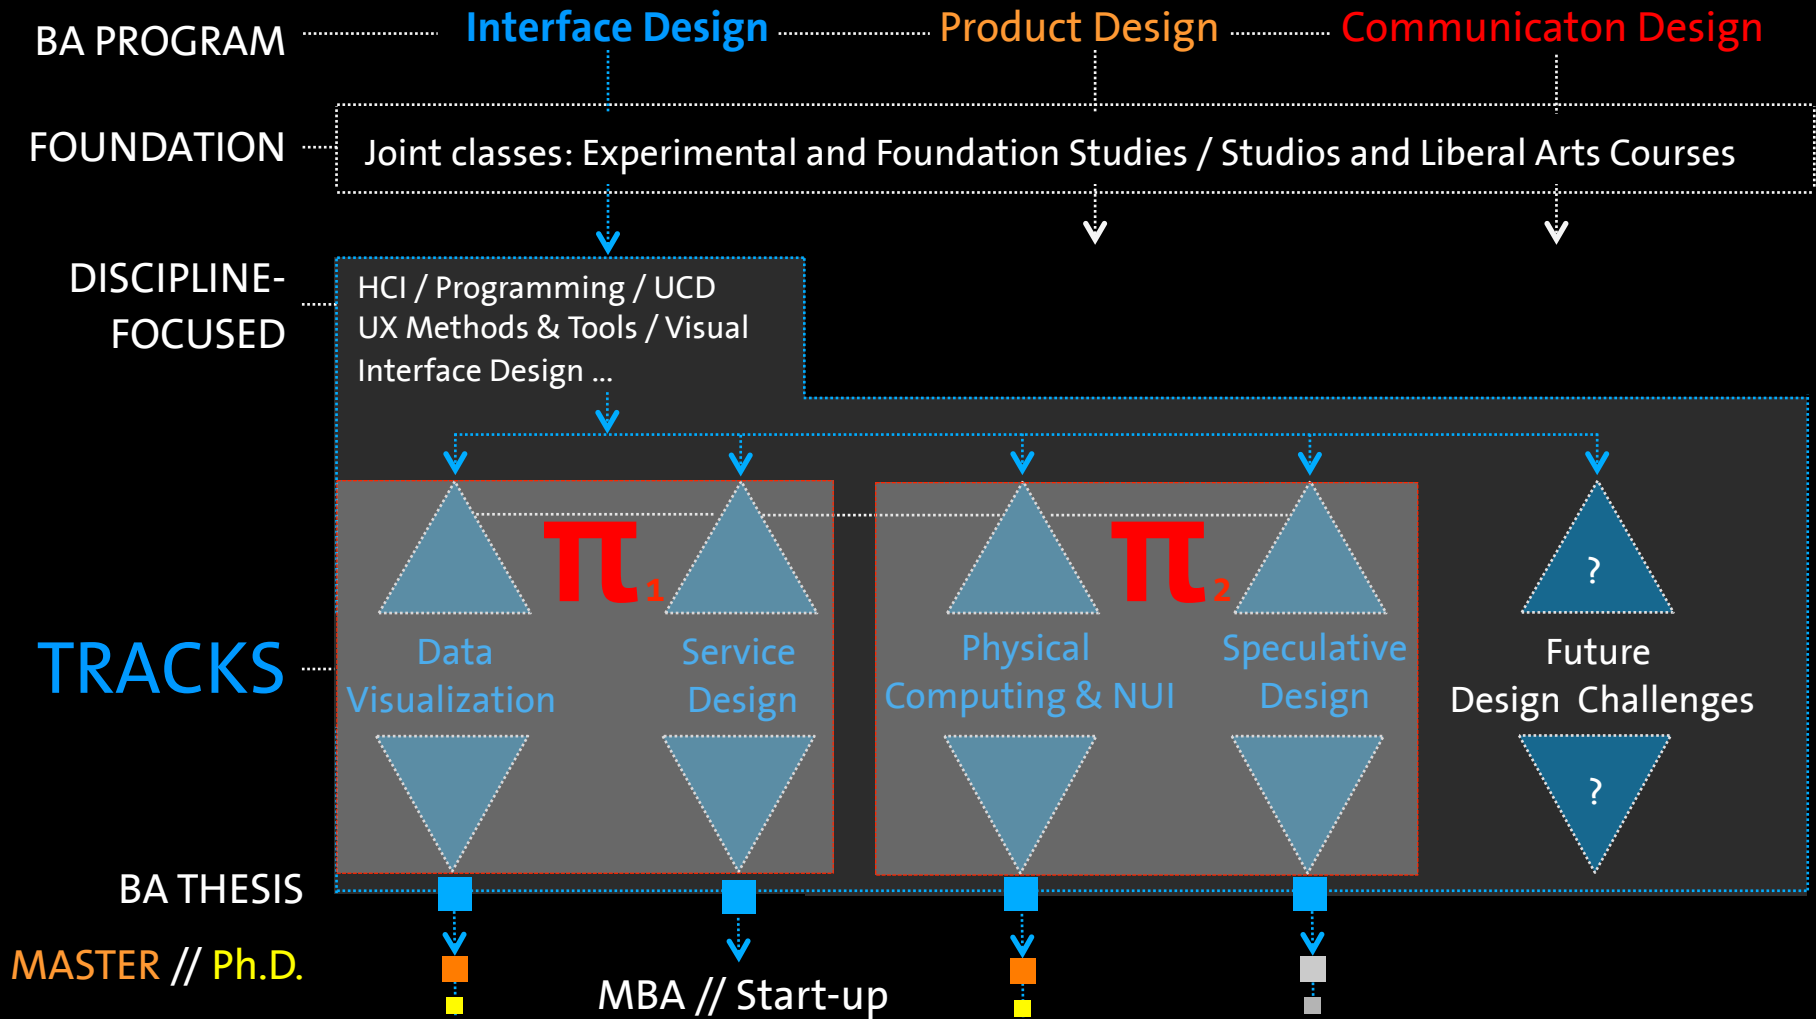 BA PROGRAM
Interface Design
Product Design
Communicaton Design
FOUNDATION
Joint classes: Experimental and Foundation Studies / Studios and Liberal Arts Courses
DISCIPLINE-
FOCUSED
HCI / Programming / UCD
UX Methods & Tools / Visual
Interface Design ...
π 1
π 2
?
TRACKS
Data
Visualization
Service
Design
Physical
Computing & NUI
Speculative
Design
Future
Design Challenges
?
BA THESIS
MASTER // Ph.D.
MBA // Start-up